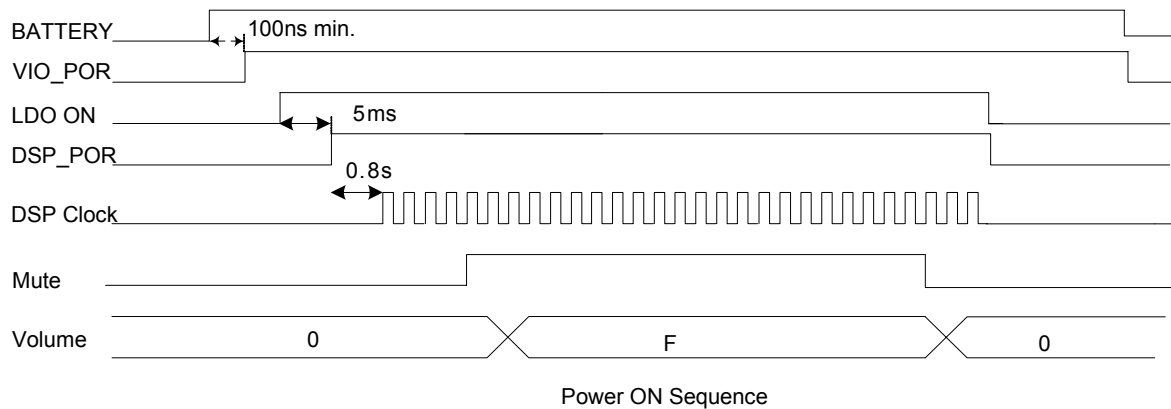 BATTERY
100ns min.
VIO_POR
LDO ON
5ms
DSP_POR
0.8s
DSP Clock
Mute
Volume
0
F
0
Power ON Sequence